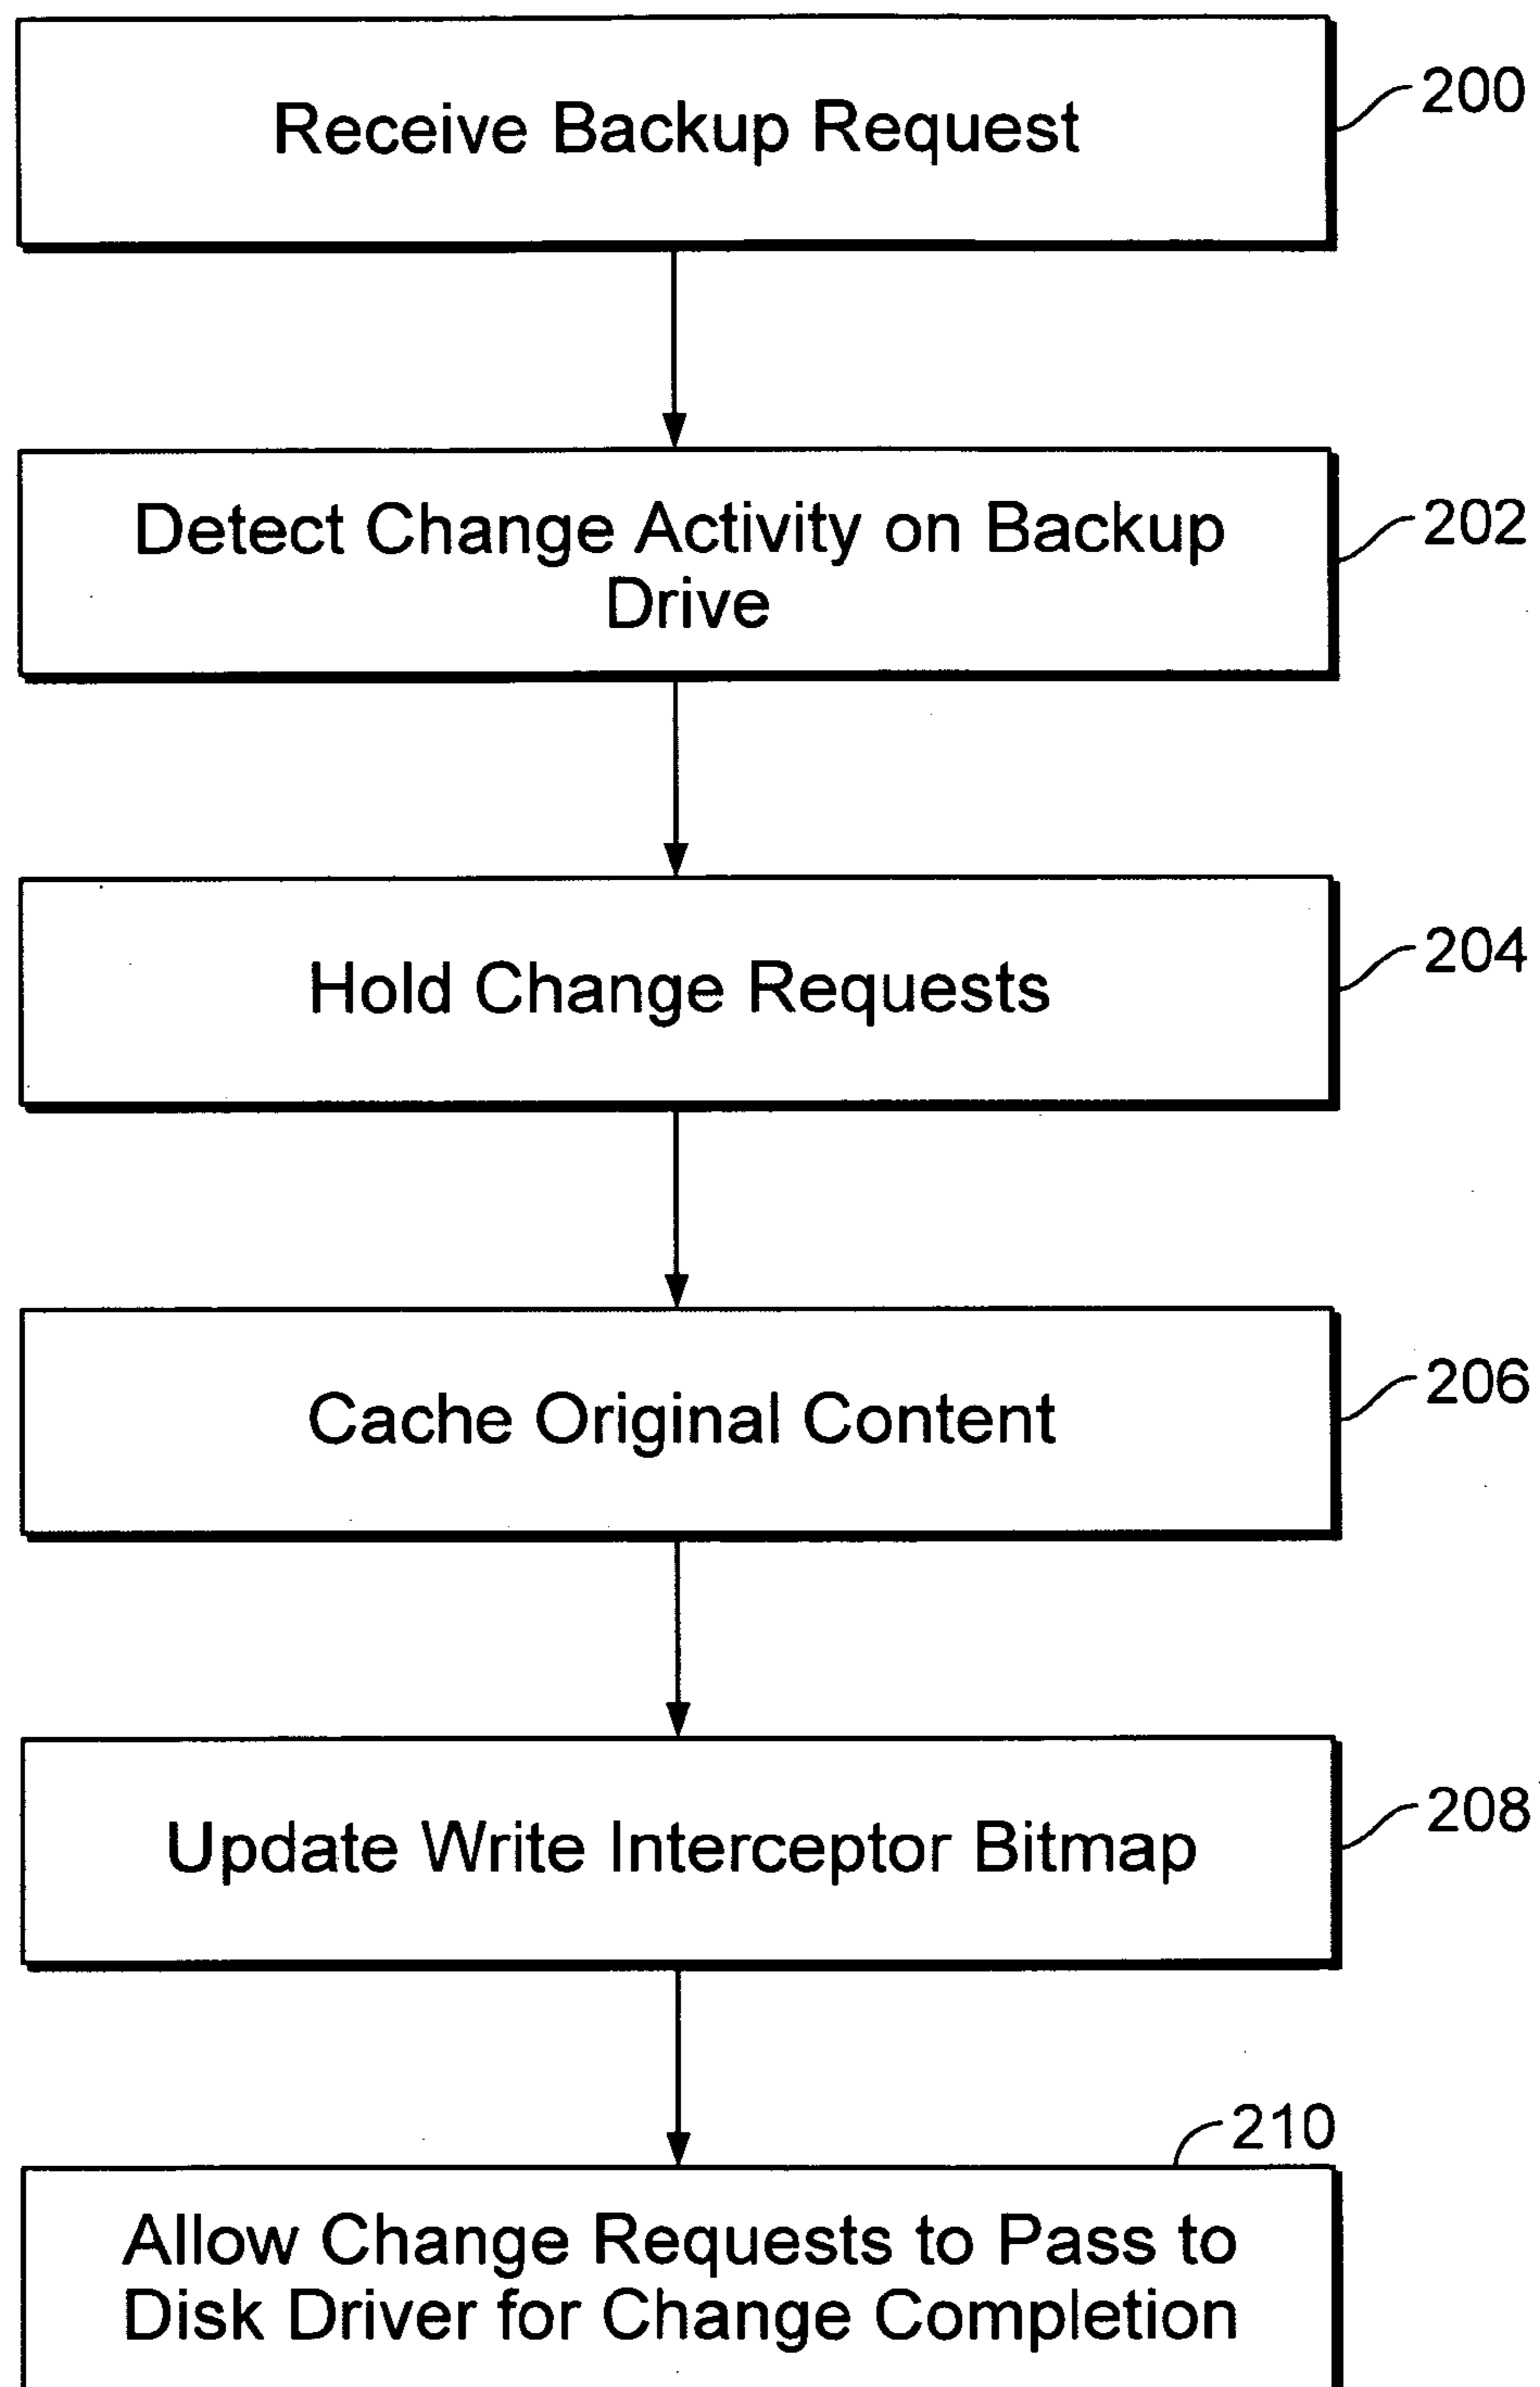 Receive Backup Request
200
Detect Change Activity on Backup
Drive
202
Hold Change Requests
204
Cache Original Content
206
Update Write Interceptor Bitmap
208
210
Allow Change Requests to Pass to
Disk Driver for Change Completion